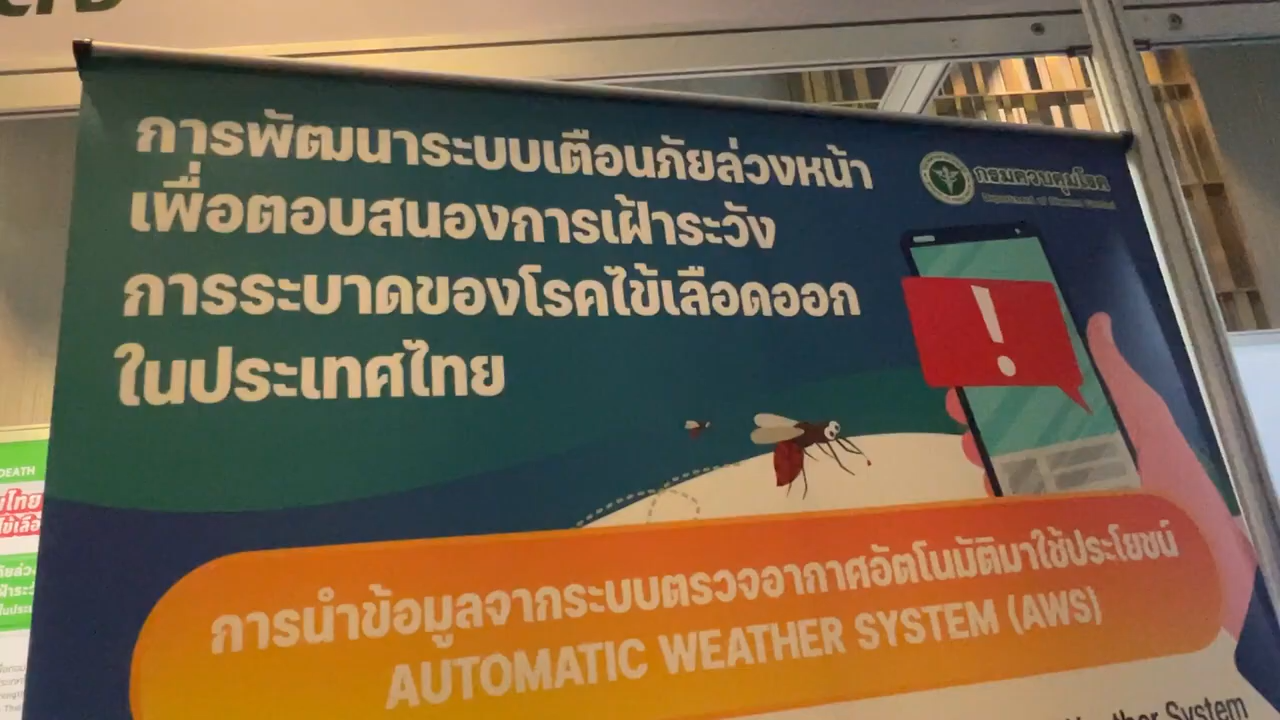 การพัฒนาระบบเตือนภัยล่วงหน้า
เพื่อตอบสนองการเฝ้าระวัง
การระบาดของโรคไข้เลือดออก
ในประเทศไทย
กรมควบคุมโรค
Department of Disease Control
!
การนำข้อมูลจากระบบตรวจอากาศอัตโนมัติมาใช้ประโยชน์
AUTOMATIC WEATHER SYSTEM (AWS)
Weather System
DEATH